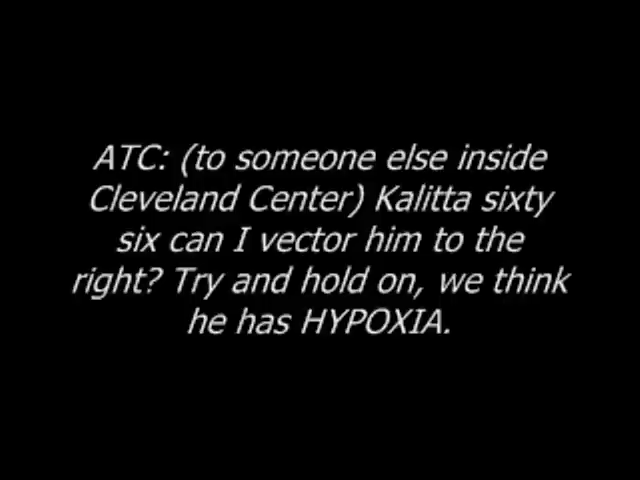 ATC: (to someone else inside
Cleveland Center) Kalitta sixty
six can I vector him to the
right? Try and hold on, we think
he has HYPOXIA.